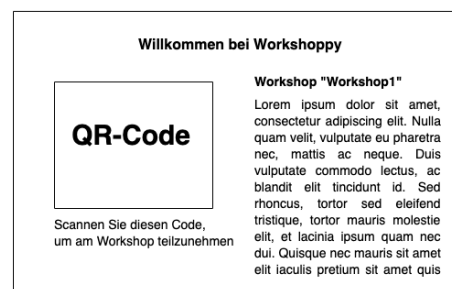 Willkommen bei Workshoppy
QR-Code
Scannen Sie diesen Code,
um am Workshop teilzunehmen
Workshop "Workshop1"
Lorem ipsum dolor sit amet,
consectetur adipiscing elit. Nulla
quam velit, vulputate eu pharetra
nec, mattis ac neque. Duis
vulputate commodo lectus, ac
blandit elit tincidunt id. Sed
rhoncus, tortor sed eleifend
tristique, tortor mauris molestie
elit, et lacinia ipsum quam nec
dui. Quisque nec mauris sit amet
elit iaculis pretium sit amet quis